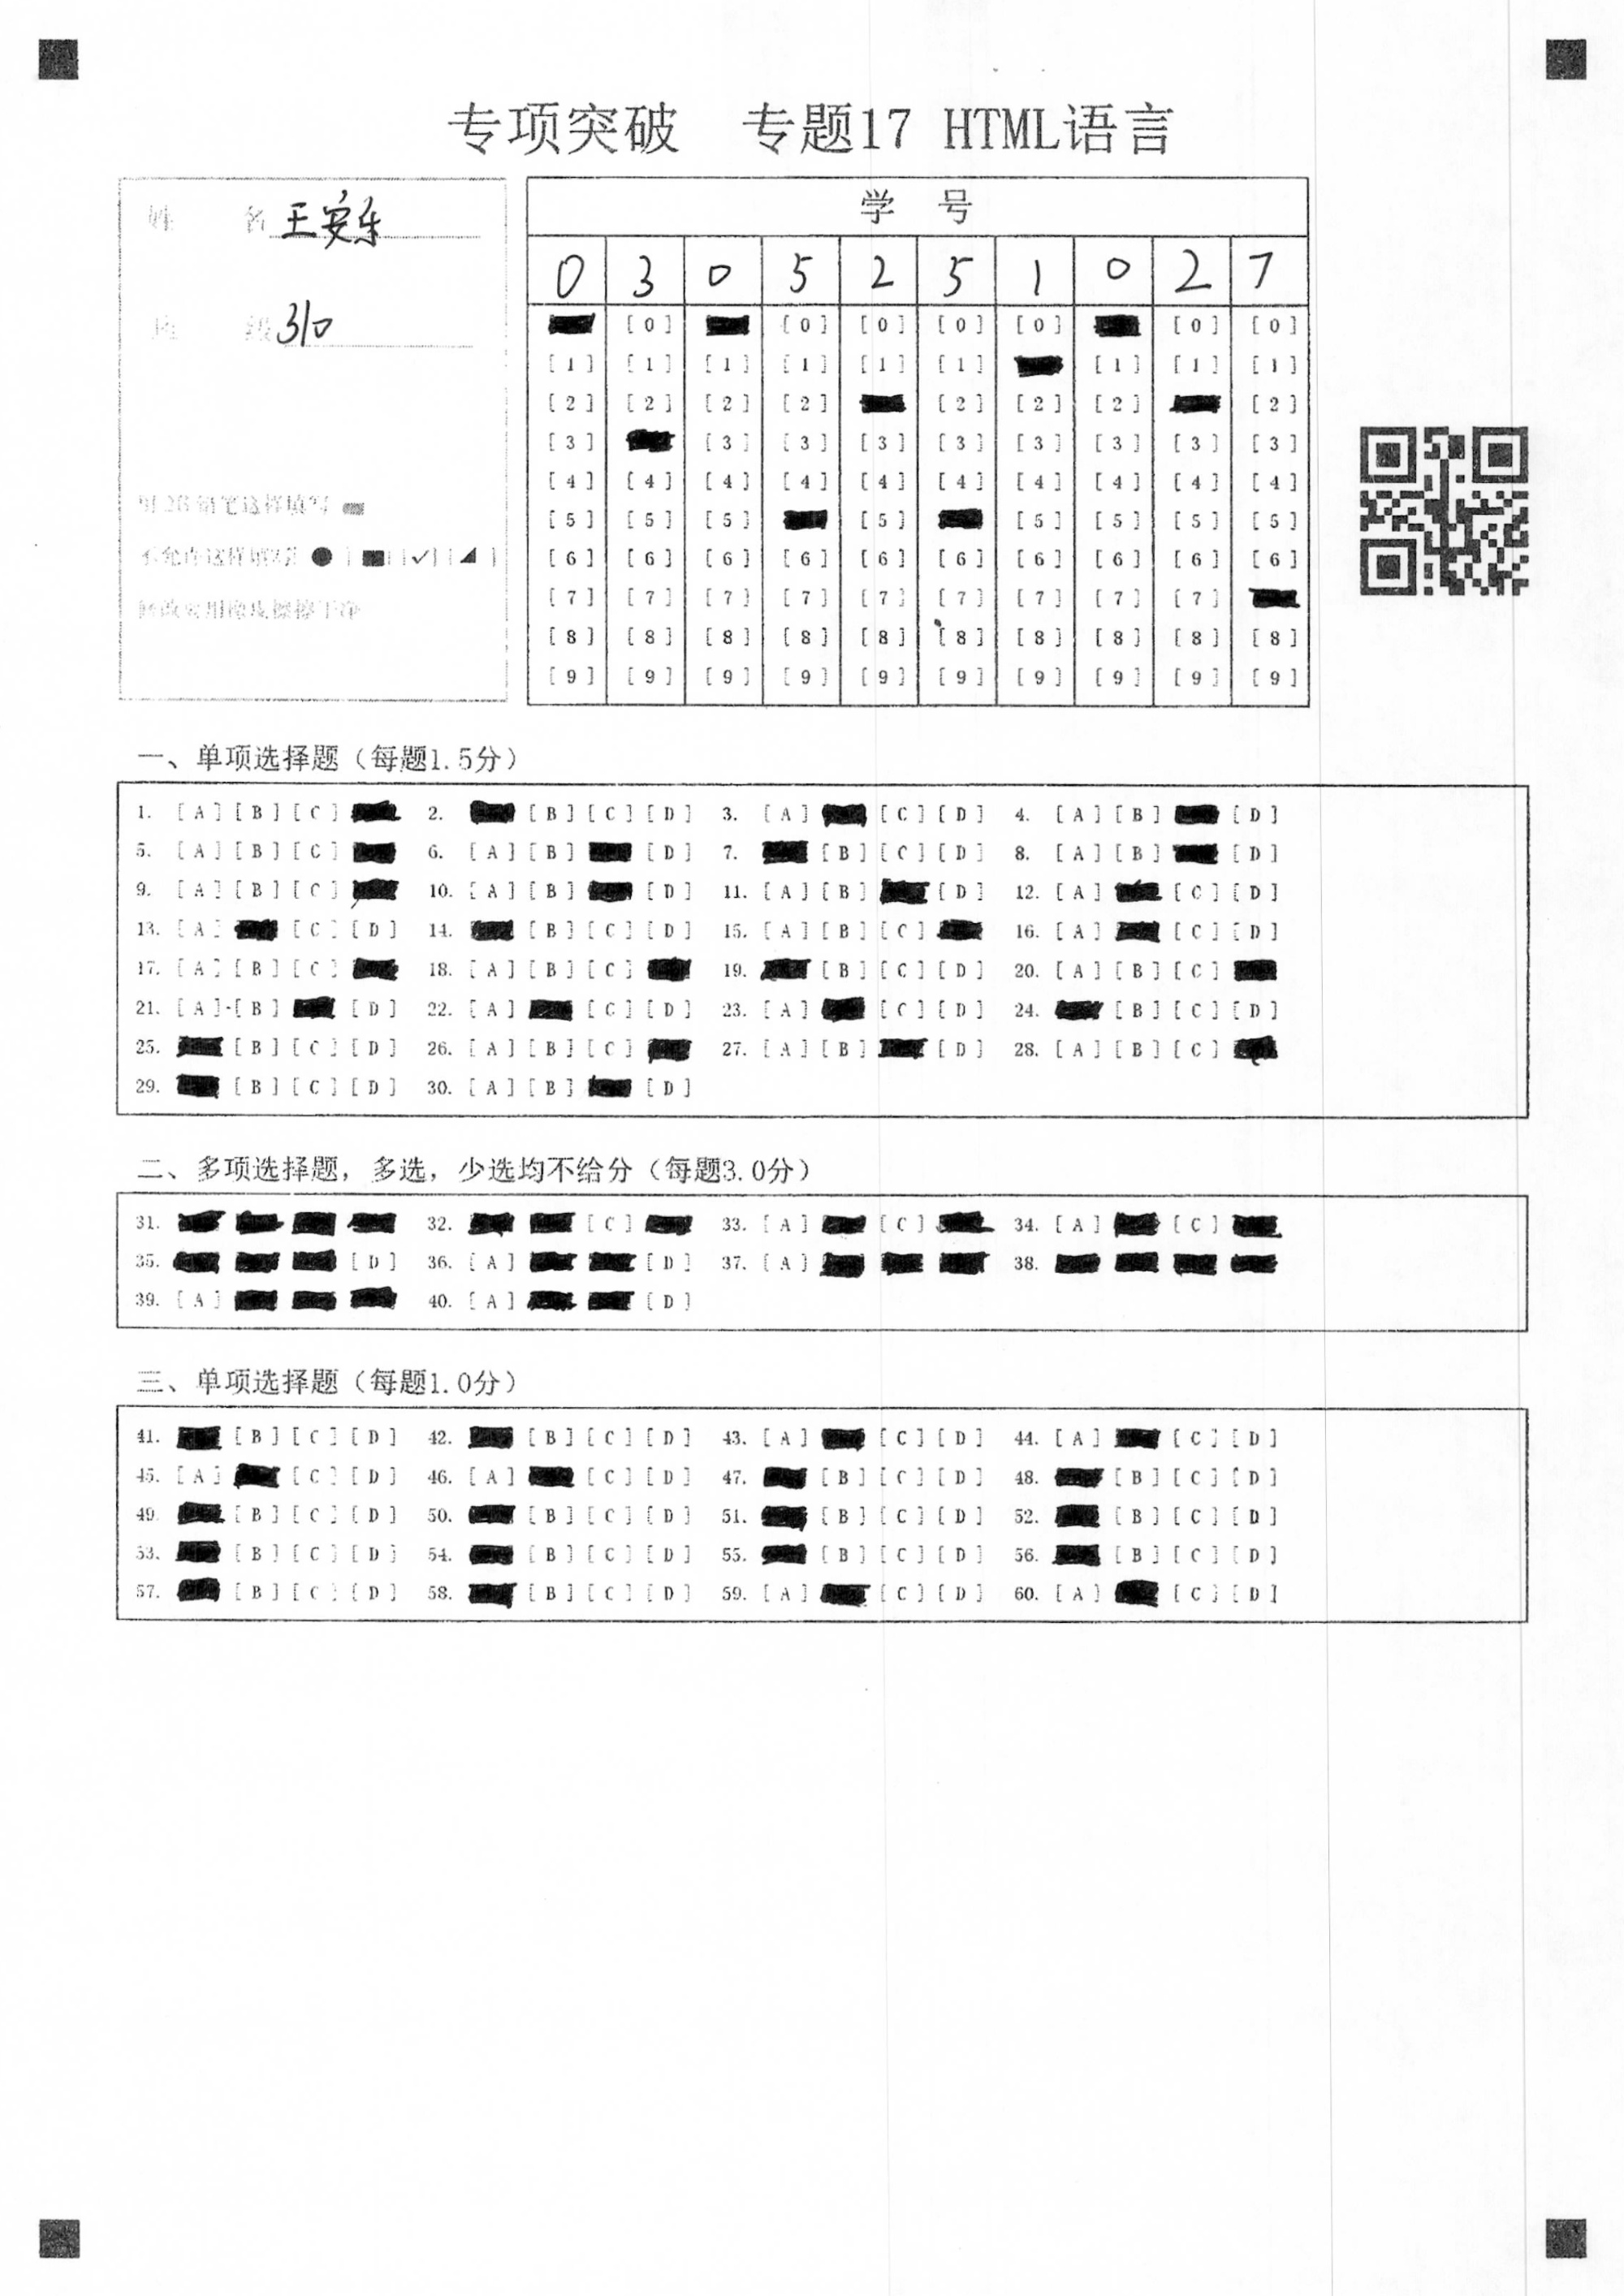 专项突破 专题17 HTML语言
姓 名 王安乐
班 级 310
用2B铅笔这样填写
不允许这样填写
修改要用橡皮擦擦干净
学 号
0 3 0 5 2 5 1 0 2 7
[0] [0] [0] [0] [0] [0] [0]
[1] [1] [1] [1] [1] [1] [1] [1] [1]
[2] [2] [2] [2] [2] [2] [2] [2]
[3] [3] [3] [3] [3] [3] [3] [3] [3]
[4] [4] [4] [4] [4] [4] [4] [4] [4] [4]
[5] [5] [5] [5] [5] [5] [5] [5]
[6] [6] [6] [6] [6] [6] [6] [6] [6] [6]
[7] [7] [7] [7] [7] [7] [7] [7] [7]
[8] [8] [8] [8] [8] [8] [8] [8] [8] [8]
[9] [9] [9] [9] [9] [9] [9] [9] [9] [9]
一、单项选择题（每题1.5分）
1. [A] [B] [C] 2. [B] [C] [D] 3. [A] [C] [D] 4. [A] [B] [D]
5. [A] [B] [C] 6. [A] [B] [D] 7. [B] [C] [D] 8. [A] [B] [D]
9. [A] [B] [C] 10. [A] [B] [D] 11. [A] [B] [D] 12. [A] [C] [D]
13. [A] [C] [D] 14. [B] [C] [D] 15. [A] [B] [C] 16. [A] [C] [D]
17. [A] [B] [C] 18. [A] [B] [C] 19. [B] [C] [D] 20. [A] [B] [C]
21. [A] [B] [D] 22. [A] [C] [D] 23. [A] [C] [D] 24. [B] [C] [D]
25. [B] [C] [D] 26. [A] [B] [C] 27. [A] [B] [D] 28. [A] [B] [C]
29. [B] [C] [D] 30. [A] [B] [D]
二、多项选择题，多选，少选均不给分（每题3.0分）
31. 32. [C] 33. [A] [C] 34. [A] [C]
35. [D] 36. [A] [D] 37. [A] 38.
39. [A] 40. [A] [D]
三、单项选择题（每题1.0分）
41. [B] [C] [D] 42. [B] [C] [D] 43. [A] [C] [D] 44. [A] [C] [D]
45. [A] [C] [D] 46. [A] [C] [D] 47. [B] [C] [D] 48. [B] [C] [D]
49. [B] [C] [D] 50. [B] [C] [D] 51. [B] [C] [D] 52. [B] [C] [D]
53. [B] [C] [D] 54. [B] [C] [D] 55. [B] [C] [D] 56. [B] [C] [D]
57. [B] [C] [D] 58. [B] [C] [D] 59. [A] [C] [D] 60. [A] [C] [D]